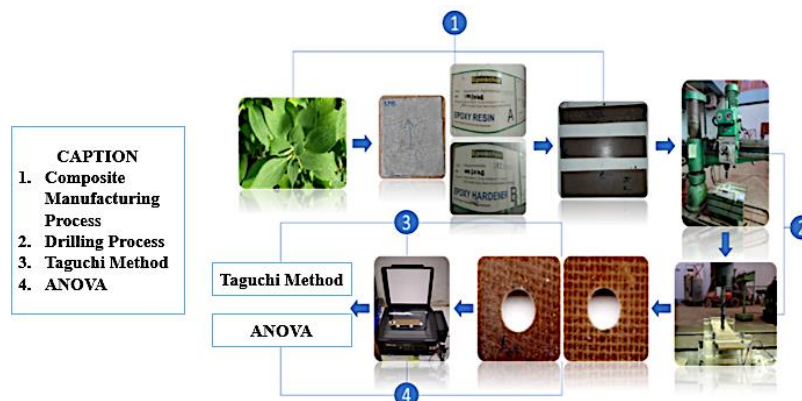 1
EPOXY RESIN A
EPOXY HARDENER B
CAPTION
1. Composite
Manufacturing
Process
2. Drilling Process
3. Taguchi Method
4. ANOVA
3
2
Taguchi Method
ANOVA
4